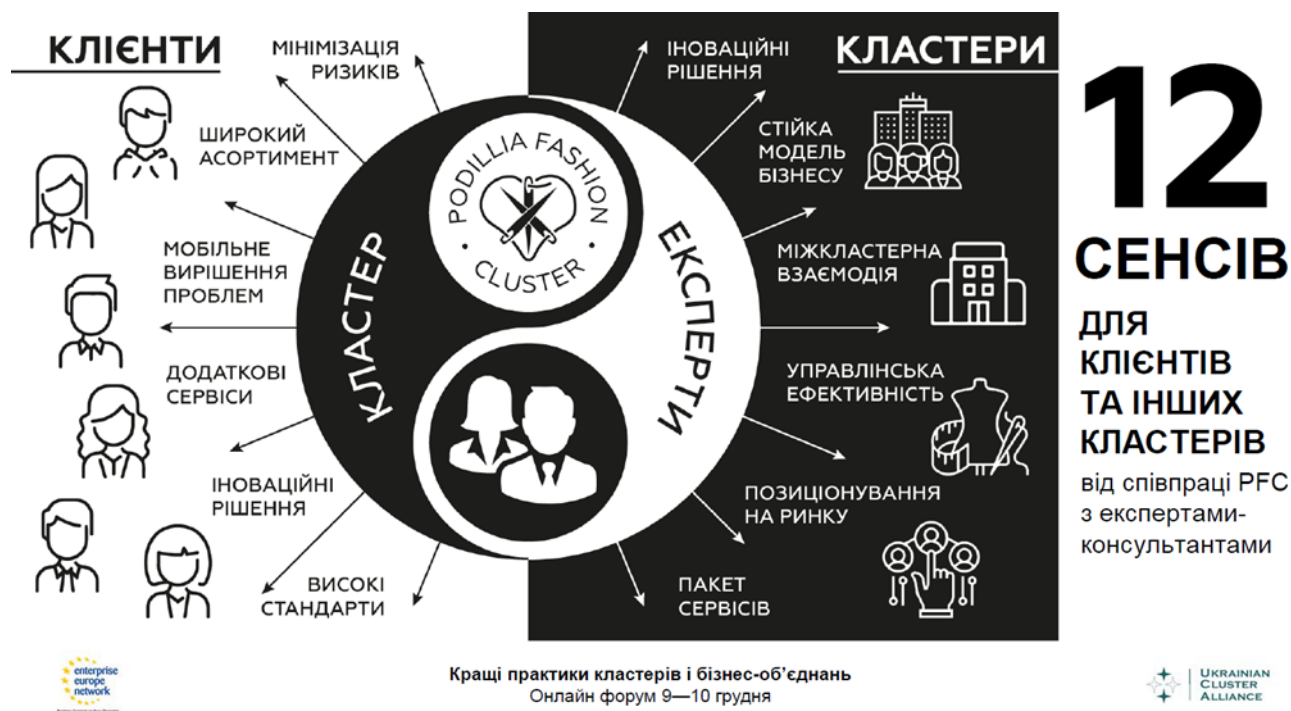 КЛІЄНТИ
МІНІМІЗАЦІЯ
РИЗИКІВ
ШИРОКИЙ
АСОРТИМЕНТ
МОБІЛЬНЕ
ВИРІШЕННЯ
ПРОБЛЕМ
ДОДАТКОВІ
СЕРВІСИ
ІНОВАЦІЙНІ
РІШЕННЯ
ВИСОКІ
СТАНДАРТИ
КЛАСТЕР
PODILLIA FASHION
CLUSTER
ЕКСПЕРТИ
КЛАСТЕРИ
ІНОВАЦІЙНІ
РІШЕННЯ
СТІЙКА
МОДЕЛЬ
БІЗНЕСУ
МІЖКЛАСТЕРНА
ВЗАЄМОДІЯ
УПРАВЛІНСЬКА
ЕФЕКТИВНІСТЬ
ПОЗИЦІОНУВАННЯ
НА РИНКУ
ПАКЕТ
СЕРВІСІВ
12
СЕНСІВ
ДЛЯ
КЛІЄНТІВ
ТА ІНШИХ
КЛАСТЕРІВ
від співпраці PFC
з експертами-
консультантами
enterprise
europe
network
Кращі практики кластерів і бізнес-об’єднань
Онлайн форум 9—10 грудня
UKRAINIAN
CLUSTER
ALLIANCE